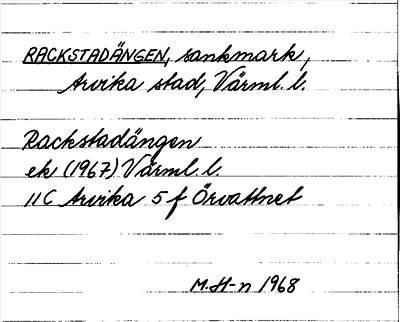 RACKSTADÄNGEN, sankmark,
Arvika stad, Värml. l.
Rackstadängen
ek (1967) Värml. l.
11C Arvika 5 f Örvattnet
M. H-n 1968